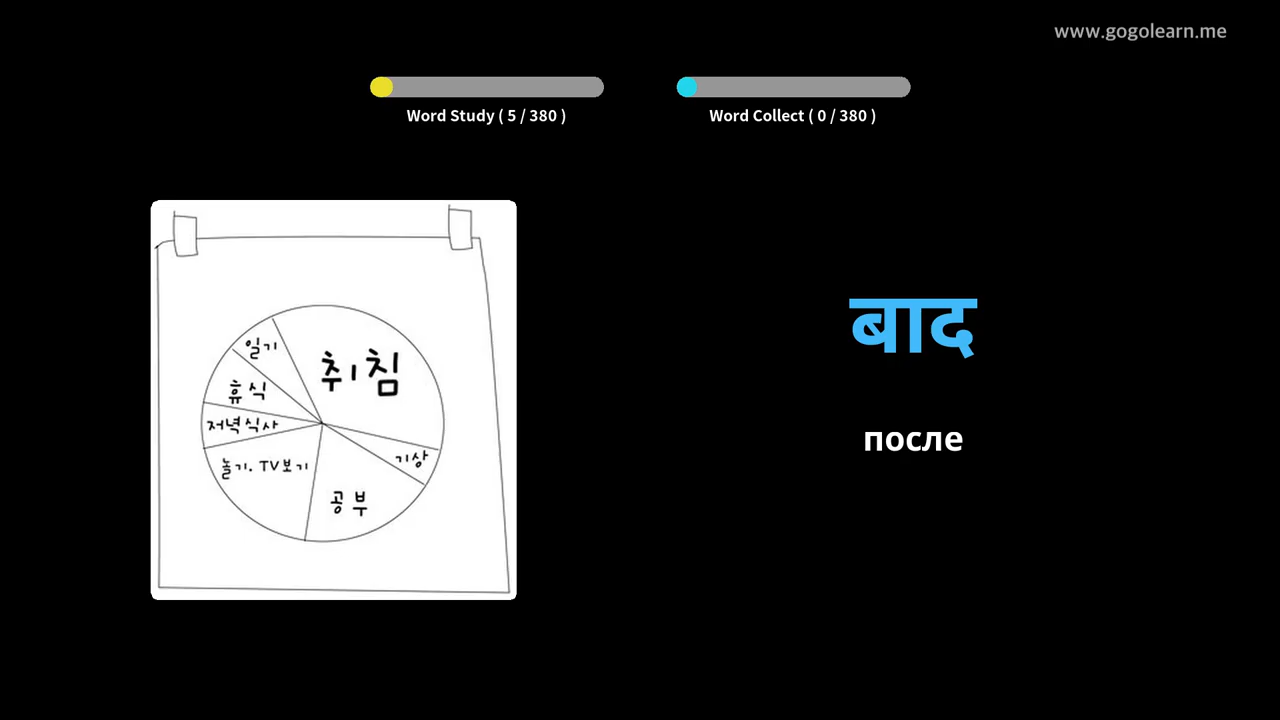 www.gogolearn.me
Word Study ( 5 / 380 )
Word Collect ( 0 / 380 )
일기
취침
휴식
저녁식사
기상
놀기. TV보기
공부
बाद
после